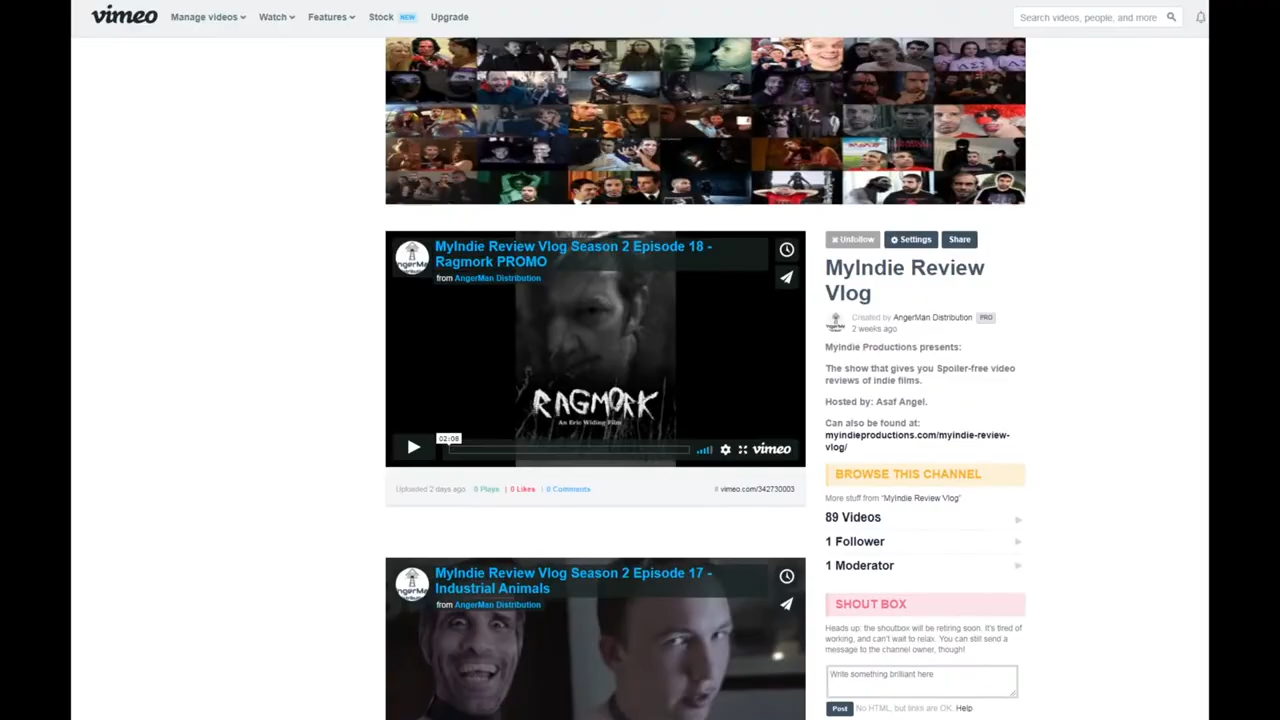 vimeo Manage videos Watch Features Stock NEW Upgrade Search videos, people, and more
MyIndie Review Vlog Season 2 Episode 18 -
Ragmork PROMO
from AngerMan Distribution
RAGMORK
An Eric Widing Film
02:08
vimeo
Uploaded 2 days ago 0 Plays | 0 Likes | 0 Comments # vimeo.com/342730003
MyIndie Review Vlog Season 2 Episode 17 -
Industrial Animals
from AngerMan Distribution
Unfollow Settings Share
MyIndie Review
Vlog
Created by AngerMan Distribution PRO
2 weeks ago
MyIndie Productions presents:
The show that gives you Spoiler-free video
reviews of indie films.
Hosted by: Asaf Angel.
Can also be found at:
myindieproductions.com/myindie-review-
vlog/
BROWSE THIS CHANNEL
More stuff from "MyIndie Review Vlog"
89 Videos
1 Follower
1 Moderator
SHOUT BOX
Heads up: the shoutbox will be retiring soon. It's tired of
working, and can't wait to relax. You can still send a
message to the channel owner, though!
Write something brilliant here
Post No HTML, but links are OK. Help